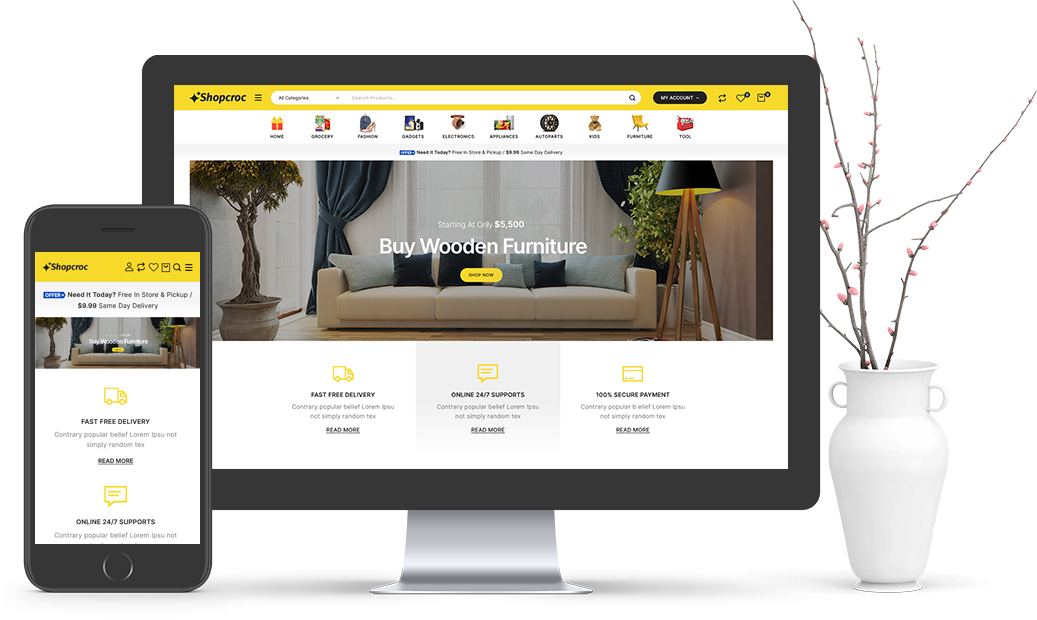 Shopcroc
All Categories
Search Products...
MY ACCOUNT
0
0
HOME
GROCERY
FASHION
GADGETS
ELECTRONICS
APPLIANCES
AUTOPARTS
KIDS
FURNITURE
TOOL
OFFER Need It Today? Free In Store & Pickup / $9.99 Same Day Delivery
Starting At Only $5,500
Buy Wooden Furniture
SHOP NOW
FAST FREE DELIVERY
Contrary popular belief Lorem Ipsu
not simply random tex
READ MORE
ONLINE 24/7 SUPPORTS
Contrary popular belief Lorem Ipsu
not simply random tex
READ MORE
100% SECURE PAYMENT
Contrary popular b elief Lorem Ipsu
not simply random tex
READ MORE
Shopcroc
OFFER Need It Today? Free In Store & Pickup /
$9.99 Same Day Delivery
Buy Wooden Furniture
FAST FREE DELIVERY
Contrary popular belief Lorem Ipsu not
simply random tex
READ MORE
ONLINE 24/7 SUPPORTS
Contrary popular belief Lorem Ipsu not